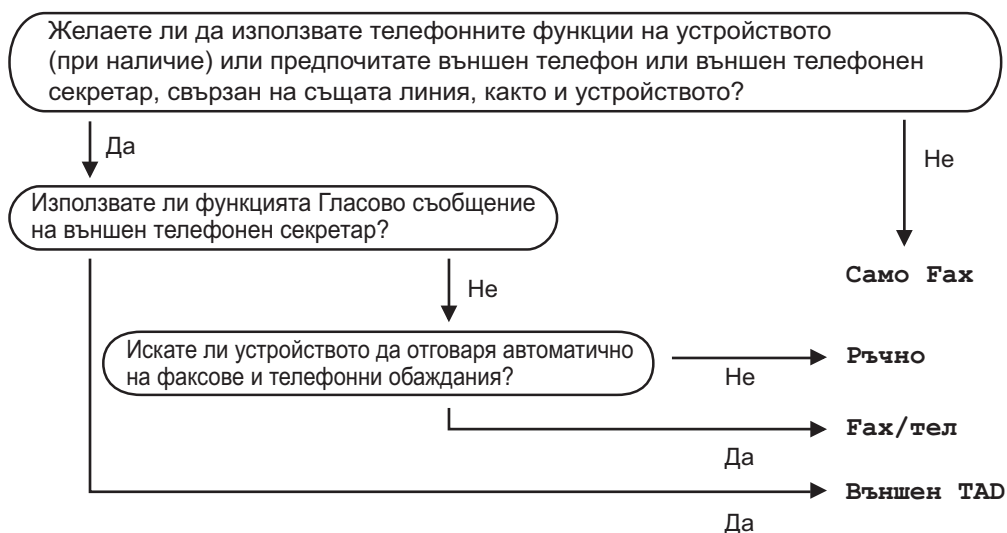 Желаете ли да използвате телефонните функции на устройството
(при наличие) или предпочитате външен телефон или външен телефонен
секретар, свързан на същата линия, както и устройството?
Да
Не
Използвате ли функцията Гласово съобщение
на външен телефонен секретар?
Само Fax
Не
Искате ли устройството да отговаря автоматично
на факсове и телефонни обаждания?
Ръчно
Не
Fax/тел
Да
Външен TAD
Да